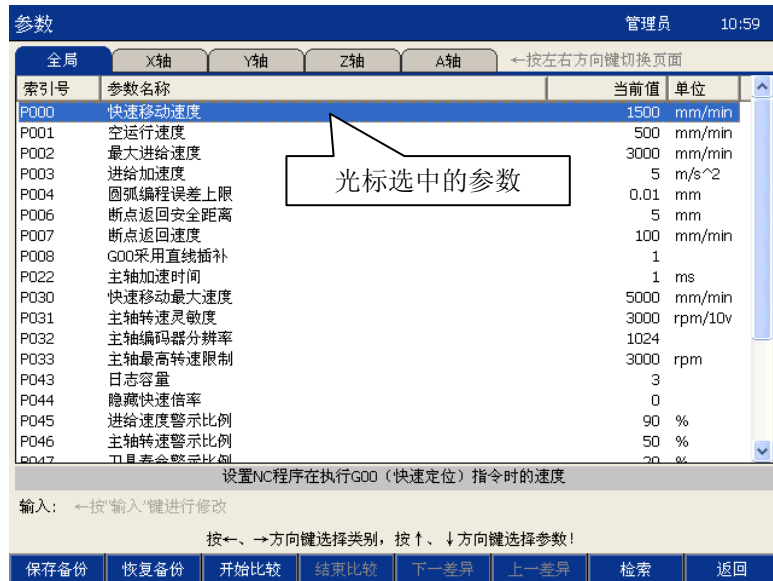 参数 管理员 10:59
全局 X轴 Y轴 Z轴 A轴 ←按左右方向键切换页面
索引号 参数名称 当前值 单位
P000 快速移动速度 1500 mm/min
P001 空运行速度 500 mm/min
P002 最大进给速度 3000 mm/min
P003 进给加速度 5 m/s^2
P004 圆弧编程误差上限 0.01 mm
P006 断点返回安全距离 5 mm
P007 断点返回速度 100 mm/min
P008 G00采用直线插补 1
P022 主轴加速时间 1 ms
P030 快速移动最大速度 5000 mm/min
P031 主轴转速灵敏度 3000 rpm/10v
P032 主轴编码器分辨率 1024
P033 主轴最高转速限制 3000 rpm
P043 日志容量 3
P044 隐藏快速倍率 0
P045 进给速度警示比例 90 %
P046 主轴转速警示比例 50 %
P047 刀具寿命警示比例 20 %
光标选中的参数
设置NC程序在执行G00（快速定位）指令时的速度
输入: ←按"输入"键进行修改
按←、→方向键选择类别，按↑、↓方向键选择参数!
保存备份 恢复备份 开始比较 结束比较 下一差异 上一差异 检索 返回